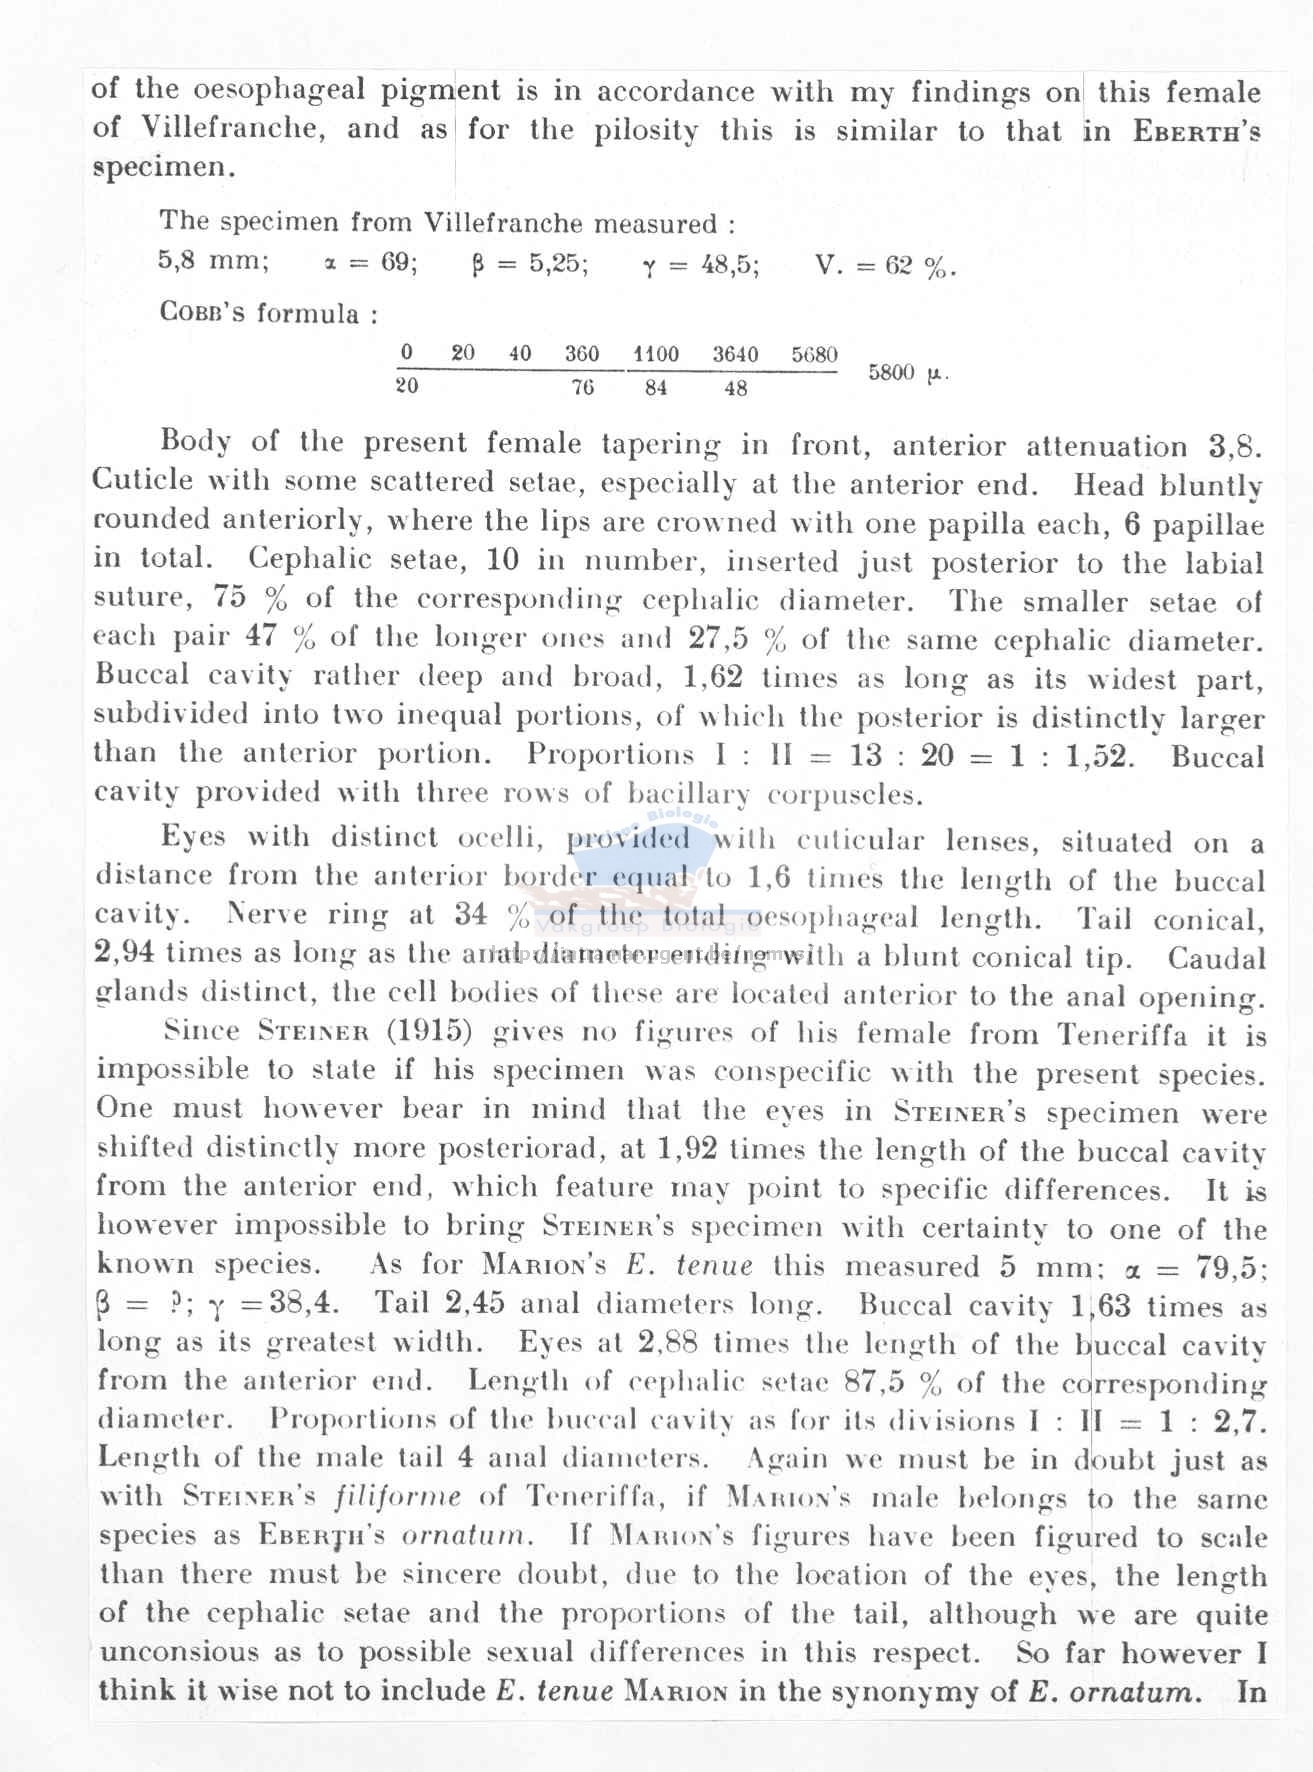 of the oesophageal pigment is in accordance with my findings on this female
of Villefranche, and as for the pilosity this is similar to that in EBERTH's
specimen.
The specimen from Villefranche measured :
5,8 mm; α = 69; β = 5,25; γ = 48,5; V. = 62 %.
COBB's formula :
0 20 40 360 1100 3640 5680
20 76 84 48
5800 µ.
Body of the present female tapering in front, anterior attenuation 3,8.
Cuticle with some scattered setae, especially at the anterior end. Head bluntly
rounded anteriorly, where the lips are crowned with one papilla each, 6 papillae
in total. Cephalic setae, 10 in number, inserted just posterior to the labial
suture, 75 % of the corresponding cephalic diameter. The smaller setae of
each pair 47 % of the longer ones and 27,5 % of the same cephalic diameter.
Buccal cavity rather deep and broad, 1,62 times as long as its widest part,
subdivided into two inequal portions, of which the posterior is distinctly larger
than the anterior portion. Proportions I : II = 13 : 20 = 1 : 1,52. Buccal
cavity provided with three rows of bacillary corpuscles.
Eyes with distinct ocelli, provided with cuticular lenses, situated on a
distance from the anterior border equal to 1,6 times the length of the buccal
cavity. Nerve ring at 34 % of the total oesophageal length. Tail conical,
2,94 times as long as the anal diameter ending with a blunt conical tip. Caudal
glands distinct, the cell bodies of these are located anterior to the anal opening.
Since STEINER (1915) gives no figures of his female from Teneriffa it is
impossible to state if his specimen was conspecific with the present species.
One must however bear in mind that the eyes in STEINER's specimen were
shifted distinctly more posteriorad, at 1,92 times the length of the buccal cavity
from the anterior end, which feature may point to specific differences. It is
however impossible to bring STEINER's specimen with certainty to one of the
known species. As for MARION's E. tenue this measured 5 mm; α = 79,5;
β = ?; γ =38,4. Tail 2,45 anal diameters long. Buccal cavity 1,63 times as
long as its greatest width. Eyes at 2,88 times the length of the buccal cavity
from the anterior end. Length of cephalic setae 87,5 % of the corresponding
diameter. Proportions of the buccal cavity as for its divisions I : II = 1 : 2,7.
Length of the male tail 4 anal diameters. Again we must be in doubt just as
with STEINER's filiforme of Teneriffa, if MARION's male belongs to the same
species as EBERTH's ornatum. If MARION's figures have been figured to scale
than there must be sincere doubt, due to the location of the eyes, the length
of the cephalic setae and the proportions of the tail, although we are quite
unconsious as to possible sexual differences in this respect. So far however I
think it wise not to include E. tenue MARION in the synonymy of E. ornatum. In
Biologie
Vakgroep Biologie